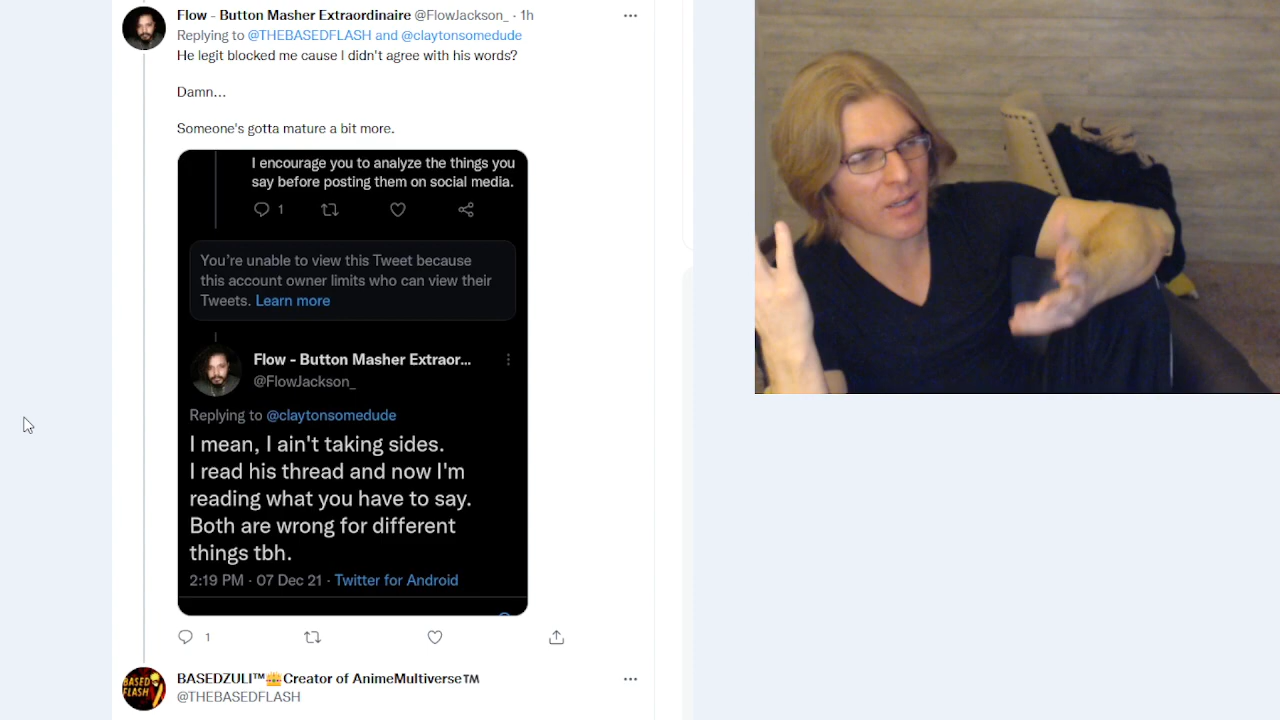 Flow - Button Masher Extraordinaire @FlowJackson_ · 1h
Replying to @THEBASEDFLASH and @claytonsomedude
He legit blocked me cause I didn't agree with his words?
Damn...
Someone's gotta mature a bit more.
I encourage you to analyze the things you
say before posting them on social media.
1
You're unable to view this Tweet because
this account owner limits who can view their
Tweets. Learn more
Flow - Button Masher Extraor...
@FlowJackson_
Replying to @claytonsomedude
I mean, I ain't taking sides.
I read his thread and now I'm
reading what you have to say.
Both are wrong for different
things tbh.
2:19 PM · 07 Dec 21 · Twitter for Android
1
BASED
FLASH
BASEDZULI™👑Creator of AnimeMultiverse™
@THEBASEDFLASH